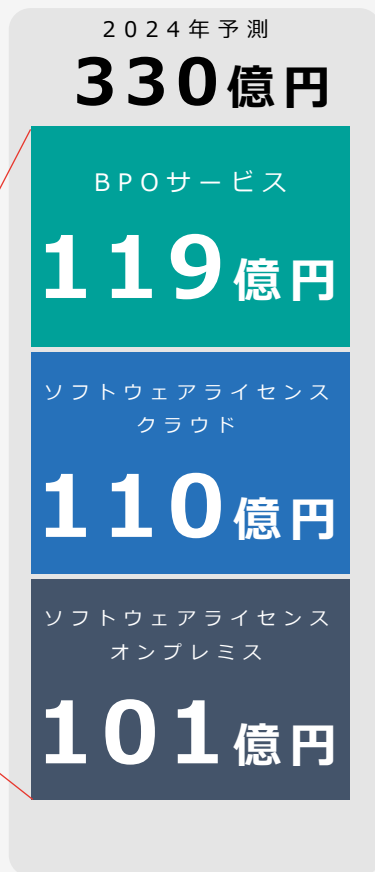 2024年予測
330億円
BPOサービス
119億円
ソフトウェアライセンス
クラウド
110億円
ソフトウェアライセンス
オンプレミス
101億円